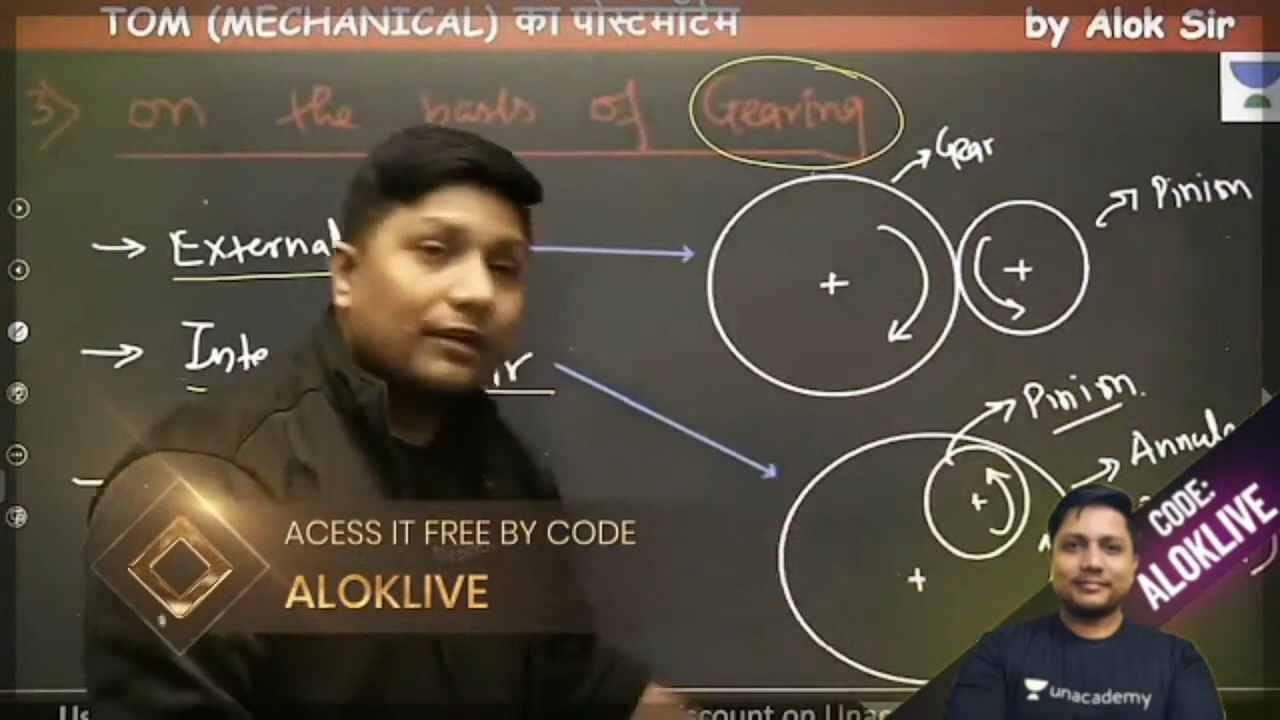 TOM (MECHANICAL) का पोस्टमॉर्टम
by Alok Sir
3) on the basis of Gearing
Gear
Pinion
→ External
→ Inte
Pinion.
ACESS IT FREE BY CODE
ALOKLIVE
CODE:
ALOKLIVE
unacademy